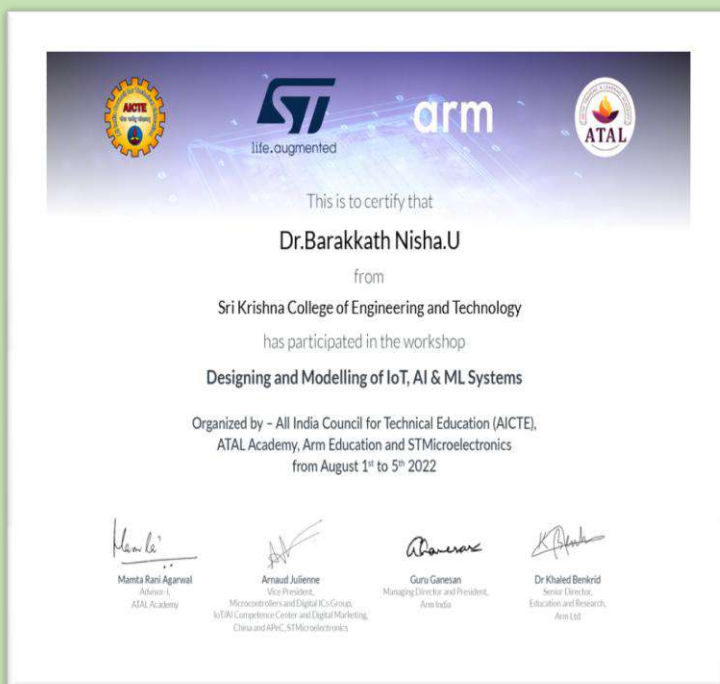 AICTE
ST
life.augmented
arm
ATAL
This is to certify that
Dr.Barakkath Nisha.U
from
Sri Krishna College of Engineering and Technology
has participated in the workshop
Designing and Modelling of IoT, AI & ML Systems
Organized by – All India Council for Technical Education (AICTE),
ATAL Academy, Arm Education and STMicroelectronics
from August 1st to 5th 2022
Mamta Rani Agarwal
Advisor-I,
ATAL Academy
Arnaud Julienne
Vice President,
Microcontrollers and Digital ICs Group,
IoT/AI Competence Center and Digital Marketing,
China and APeC, STMicroelectronics
Guru Ganesan
Managing Director and President,
Arm India
Dr Khaled Benkrid
Senior Director,
Education and Research,
Arm Ltd